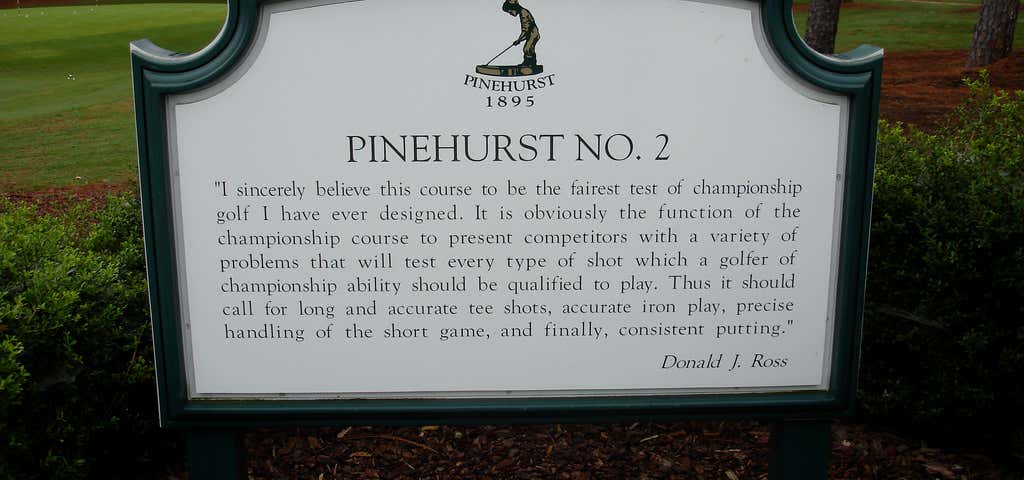 PINEHURST
1895
PINEHURST NO. 2
"I sincerely believe this course to be the fairest test of championship
golf I have ever designed. It is obviously the function of the
championship course to present competitors with a variety of
problems that will test every type of shot which a golfer of
championship ability should be qualified to play. Thus it should
call for long and accurate tee shots, accurate iron play, precise
handling of the short game, and finally, consistent putting."
Donald J. Ross